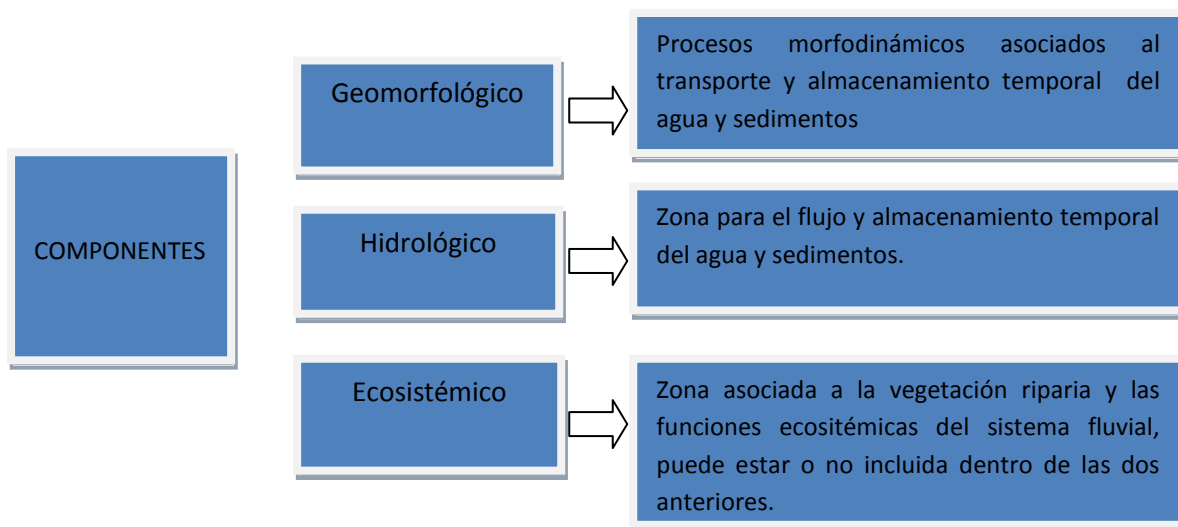 COMPONENTES
Geomorfológico
Procesos morfodinámicos asociados al
transporte y almacenamiento temporal del
agua y sedimentos
Hidrológico
Zona para el flujo y almacenamiento temporal
del agua y sedimentos.
Ecosistémico
Zona asociada a la vegetación riparia y las
funciones ecositémicas del sistema fluvial,
puede estar o no incluida dentro de las dos
anteriores.